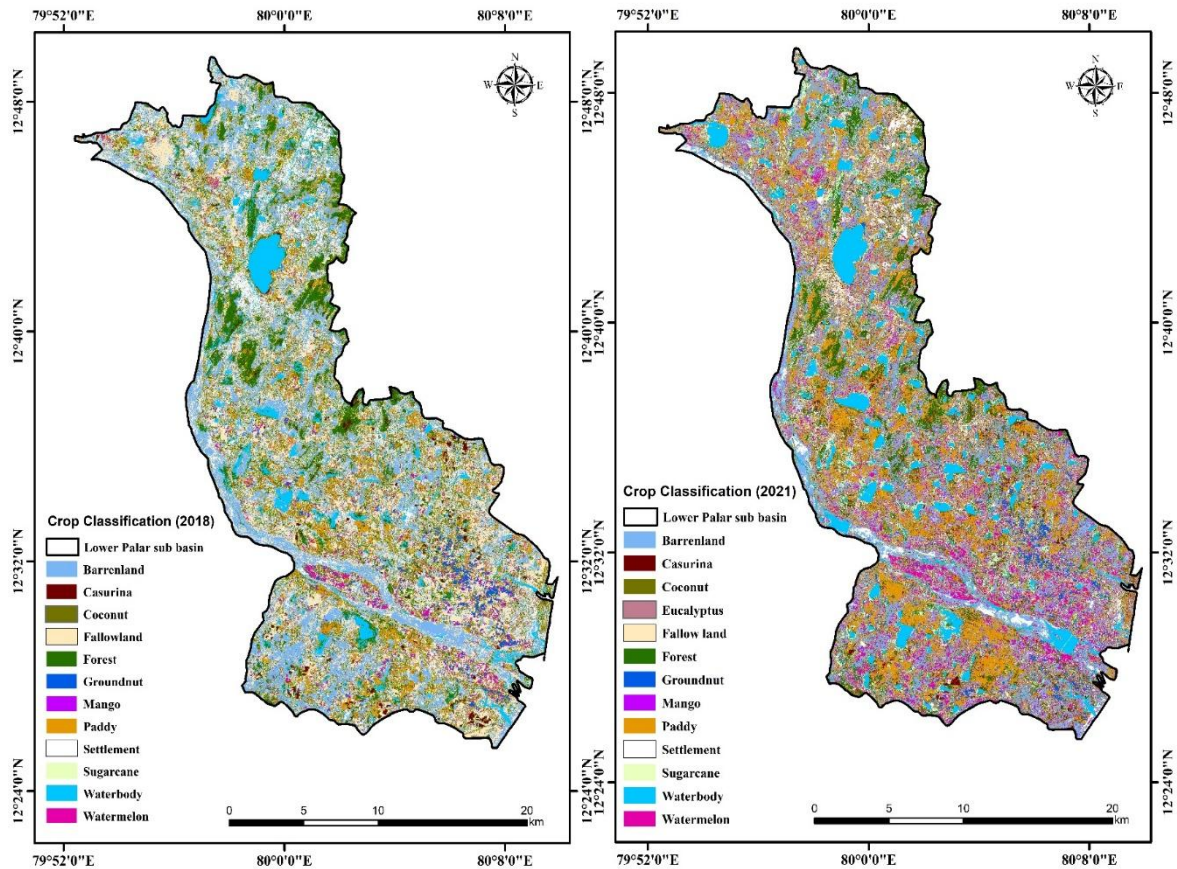 79°52'0"E 80°0'0"E 80°8'0"E
12°48'0"N
12°40'0"N
12°32'0"N
12°24'0"N
N
W E
S
Crop Classification (2018)
Lower Palar sub basin
Barrenland
Casurina
Coconut
Fallowland
Forest
Groundnut
Mango
Paddy
Settlement
Sugarcane
Waterbody
Watermelon
0 5 10 20
km
12°48'0"N
12°40'0"N
12°32'0"N
12°24'0"N
79°52'0"E 80°0'0"E 80°8'0"E
79°52'0"E 80°0'0"E 80°8'0"E
12°48'0"N
12°40'0"N
12°32'0"N
12°24'0"N
N
W E
S
Crop Classification (2021)
Lower Palar sub basin
Barrenland
Casurina
Coconut
Eucalyptus
Fallow land
Forest
Groundnut
Mango
Paddy
Settlement
Sugarcane
Waterbody
Watermelon
0 5 10 20
km
12°48'0"N
12°40'0"N
12°32'0"N
12°24'0"N
79°52'0"E 80°0'0"E 80°8'0"E